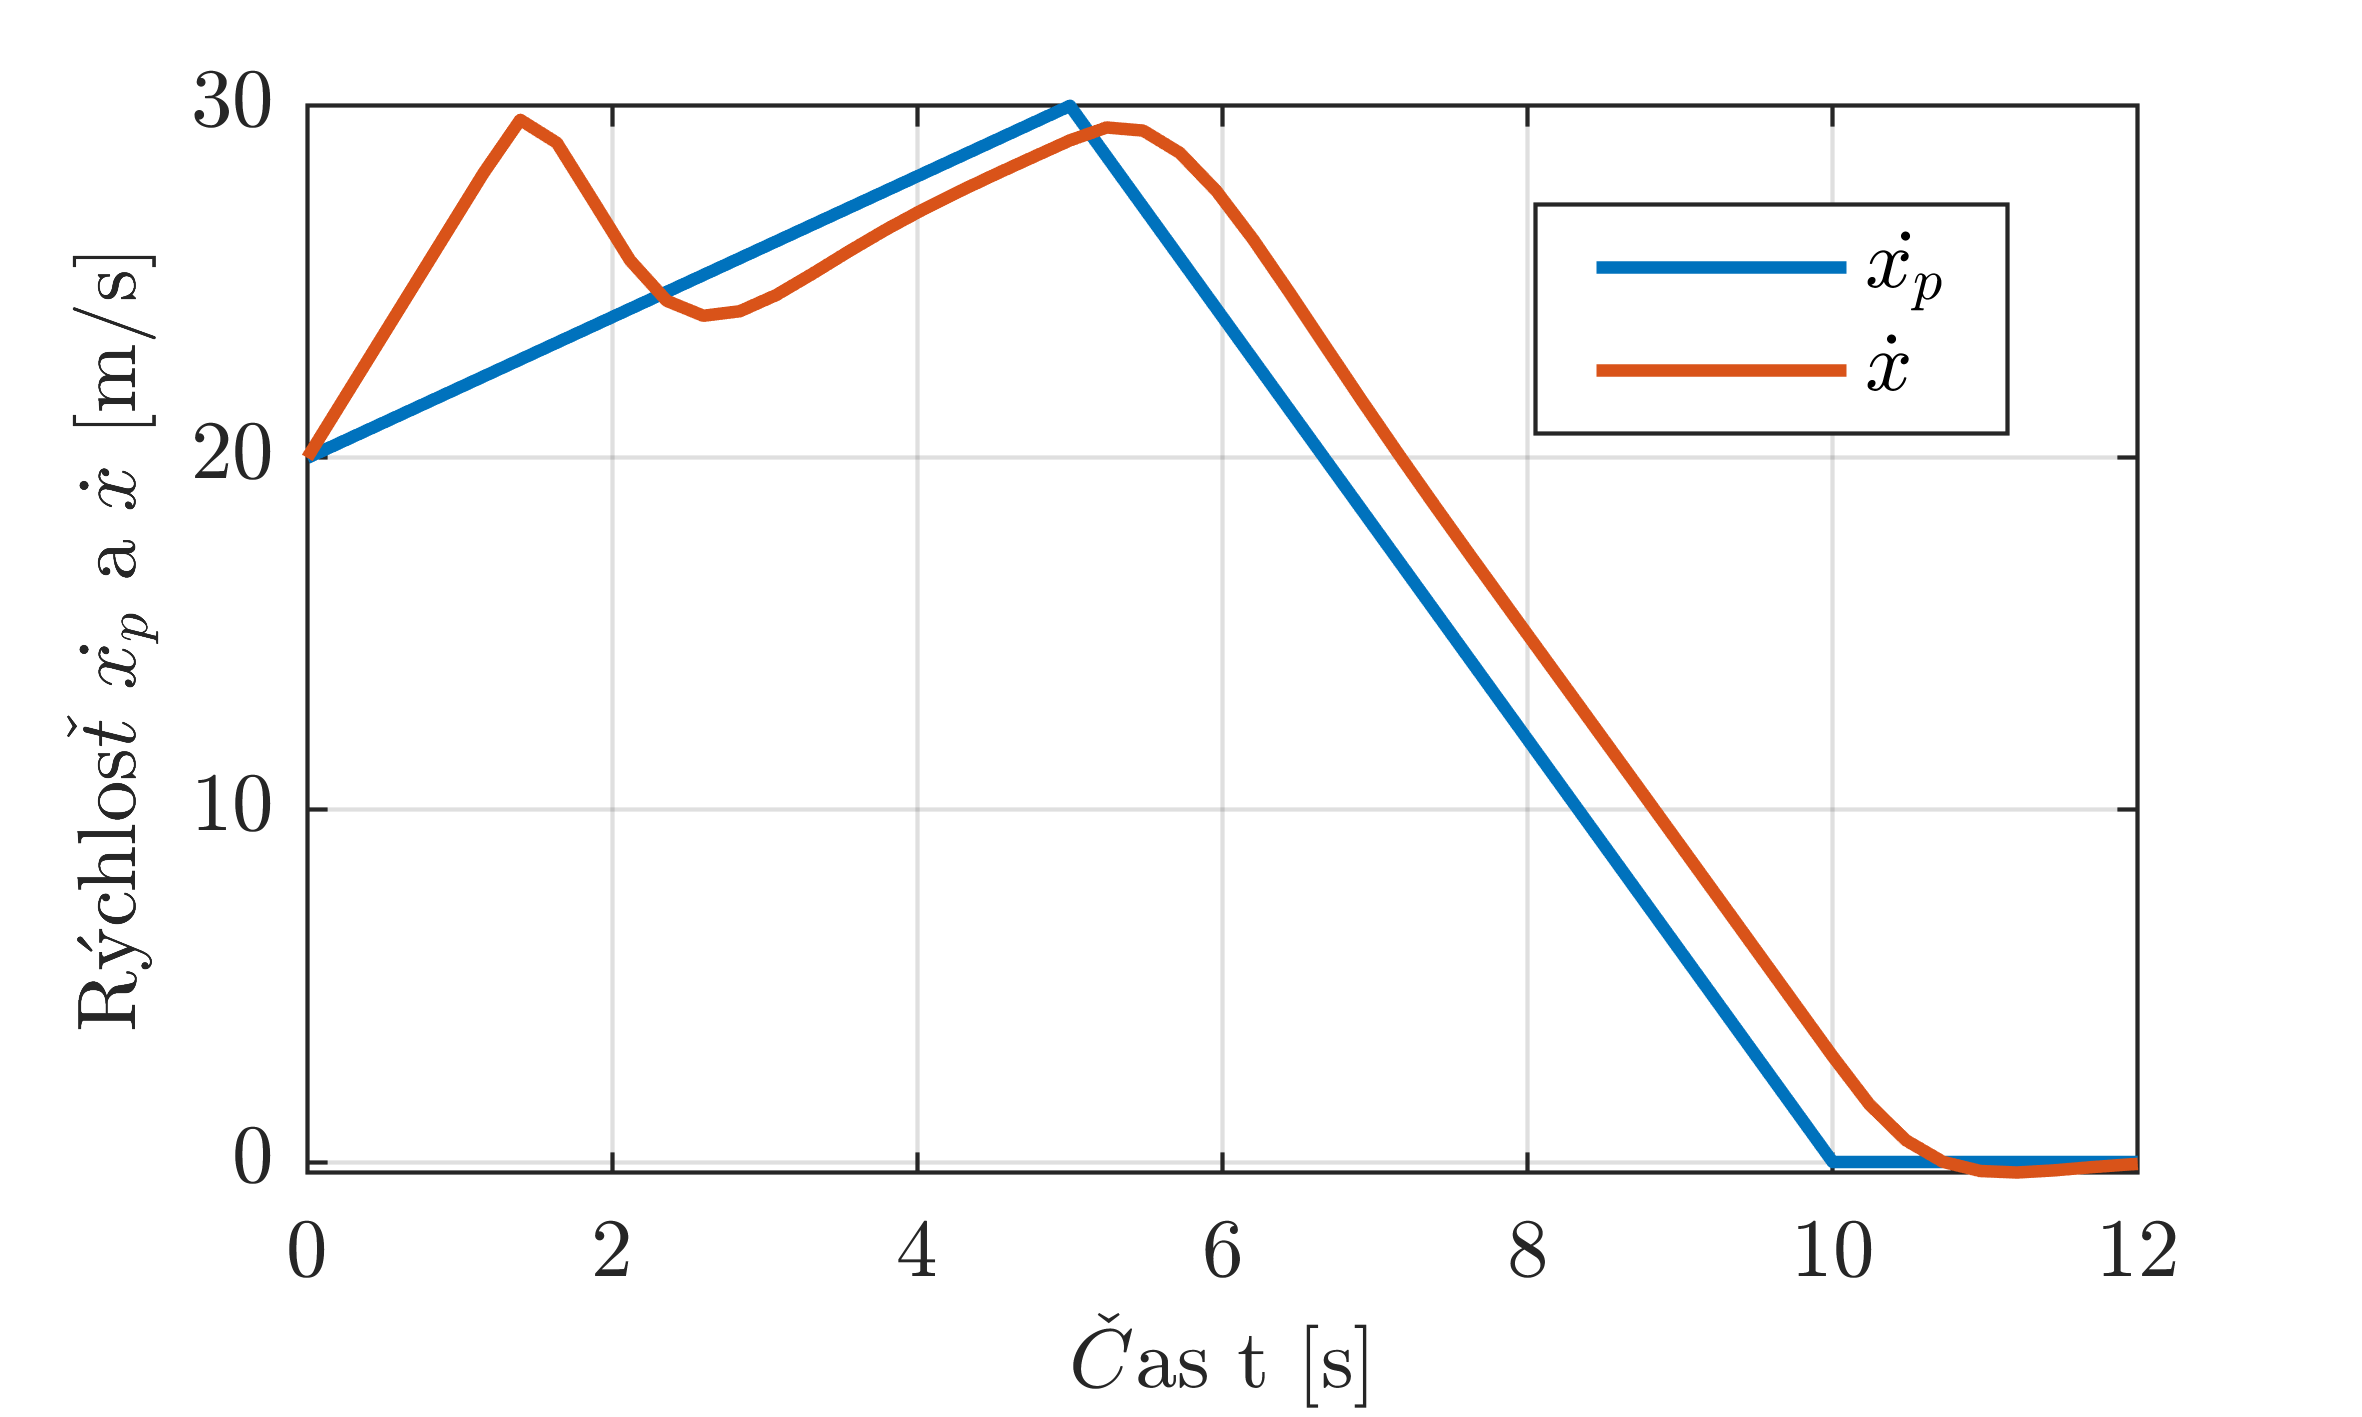 30
20
10
0
0 2 4 6 8 10 12
Rýchlosť ẋ_p a ẋ [m/s]
Čas t [s]
ẋ_p
ẋ